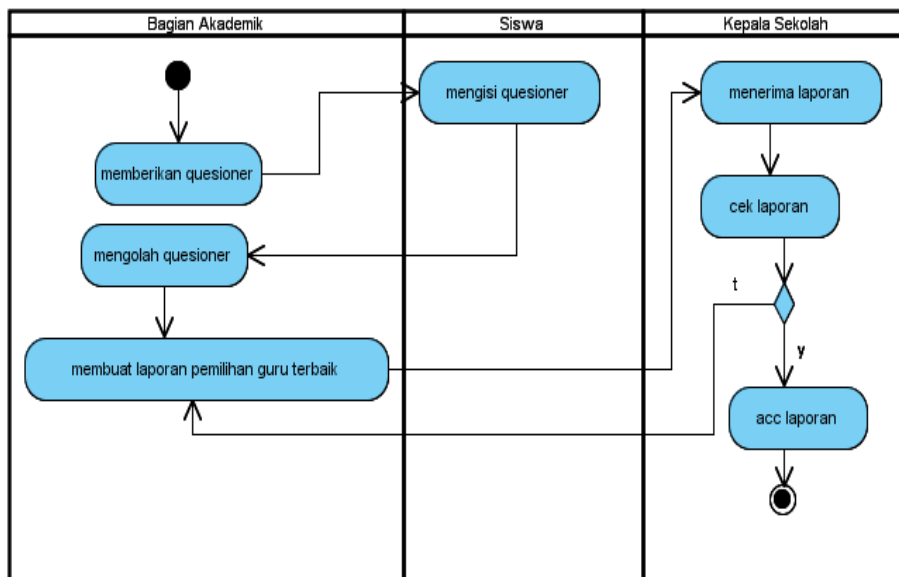 Bagian Akademik
Siswa
Kepala Sekolah
mengisi quesioner
menerima laporan
memberikan quesioner
cek laporan
mengolah quesioner
t
y
membuat laporan pemilihan guru terbaik
acc laporan